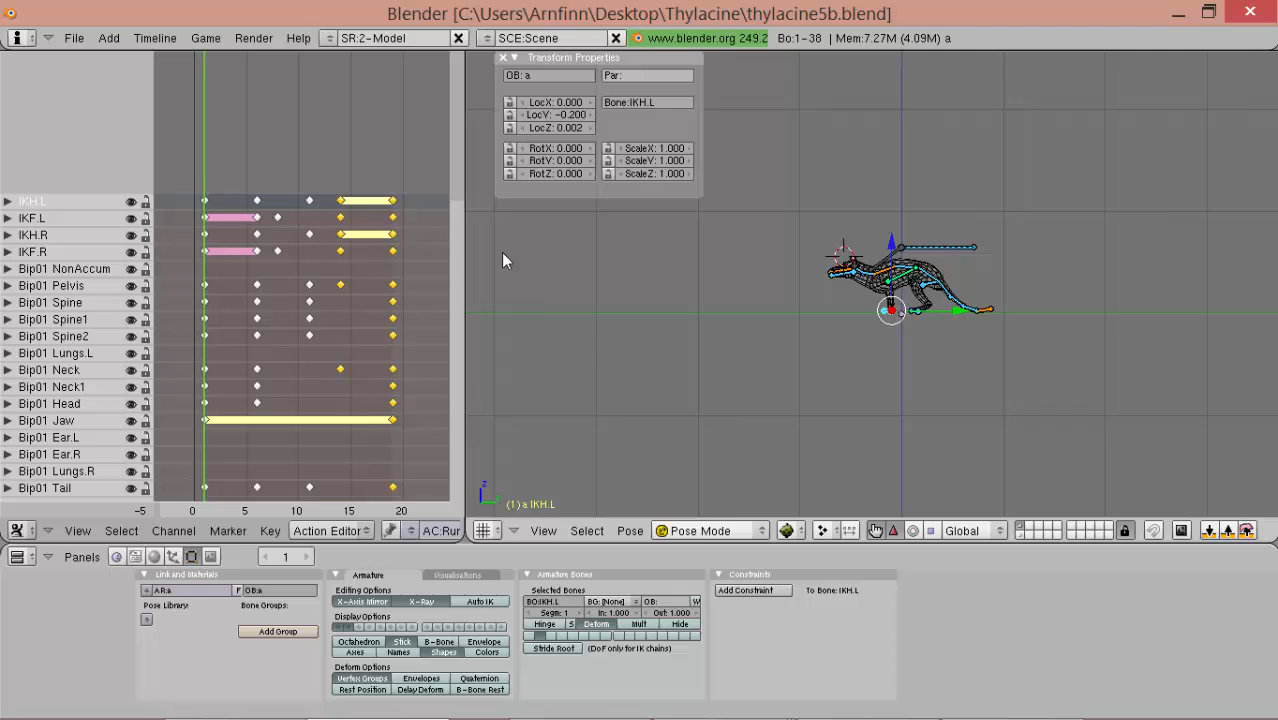 Blender [C:\Users\Arnfinn\Desktop\Thylacine\thylacine5b.blend]
File Add Timeline Game Render Help SR:2-Model SCE:Scene www.blender.org 249.2 Bo:1-38 | Mem:7.27M (4.09M) a
Transform Properties
OB: a Par:
LocX: 0.000 Bone:IKH.L
LocY: -0.200
LocZ: 0.002
RotX: 0.000 ScaleX: 1.000
RotY: 0.000 ScaleY: 1.000
RotZ: 0.000 ScaleZ: 1.000
IKH.L
IKF.L
IKH.R
IKF.R
Bip01 NonAccum
Bip01 Pelvis
Bip01 Spine
Bip01 Spine1
Bip01 Spine2
Bip01 Lungs.L
Bip01 Neck
Bip01 Neck1
Bip01 Head
Bip01 Jaw
Bip01 Ear.L
Bip01 Ear.R
Bip01 Lungs.R
Bip01 Tail
-5 0 5 10 15 20
z
(1) a IKH.L
View Select Channel Marker Key Action Editor AC:Rur
View Select Pose Pose Mode Global
Panels 1
Link and Materials
AR:a F OB:a
Pose Library: Bone Groups:
Add Group
Armature Visualisations
Editing Options
X-Axis Mirror X-Ray Auto IK
Display Options
Octahedron Stick B-Bone Envelope
Axes Names Shapes Colors
Deform Options
Vertex Groups Envelopes Quaternion
Rest Position Delay Deform B-Bone Rest
Armature Bones
Selected Bones
BO:IKH.L BG: [None] OB: W
Segm: 1 In: 1.000 Out: 1.000
Hinge S Deform Mult Hide
Stride Root (DoF only for IK chains)
Constraints
Add Constraint To Bone: IKH.L